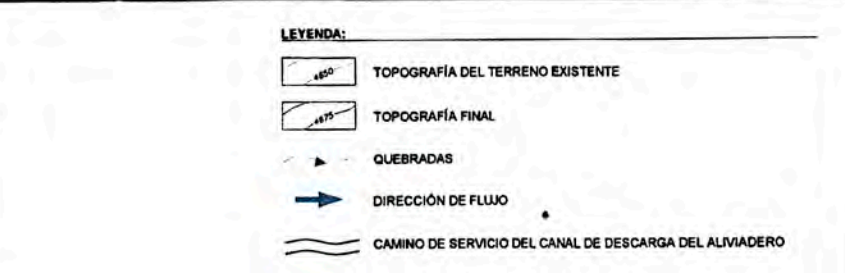 LEYENDA:
4650 TOPOGRAFÍA DEL TERRENO EXISTENTE
4675 TOPOGRAFÍA FINAL
QUEBRADAS
DIRECCIÓN DE FLUJO
CAMINO DE SERVICIO DEL CANAL DE DESCARGA DEL ALIVIADERO